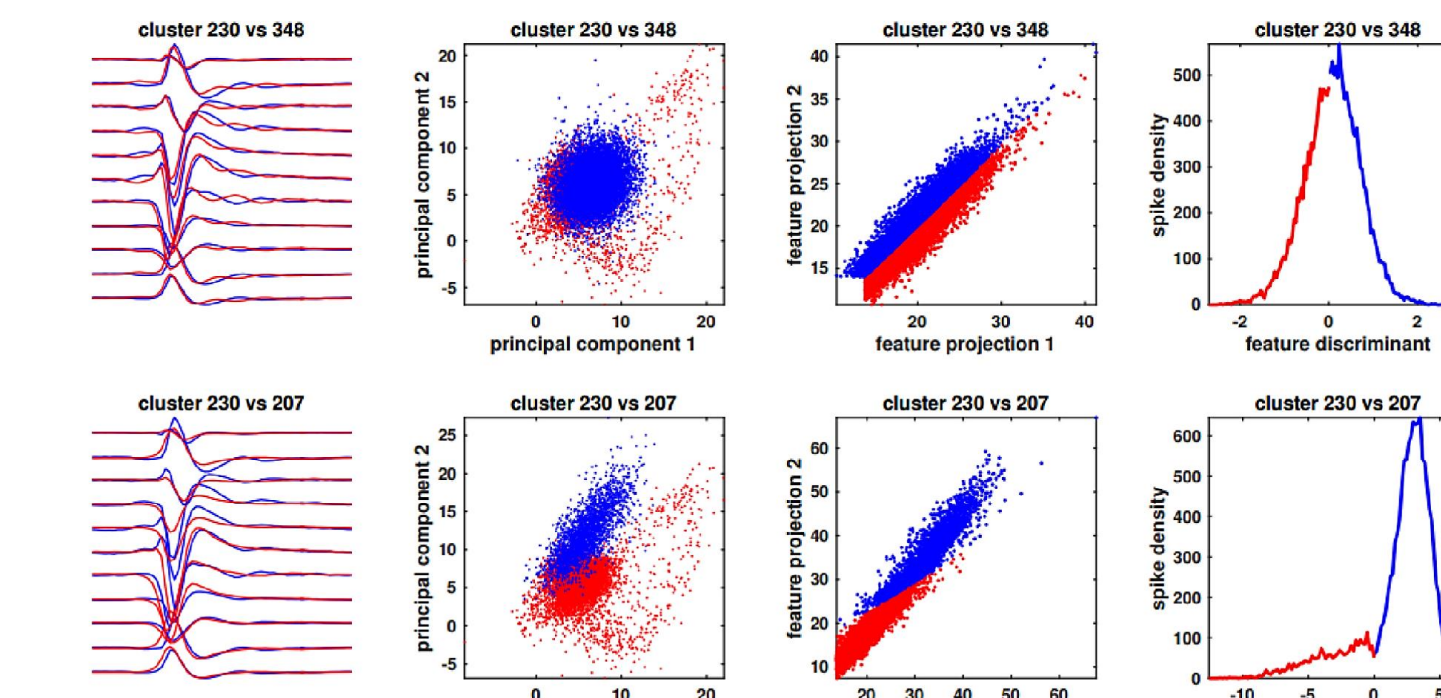 cluster 230 vs 348
cluster 230 vs 348
cluster 230 vs 348
cluster 230 vs 348
principal component 2
20
15
10
5
0
-5
0 10 20
principal component 1
feature projection 2
40
35
30
25
20
15
20 30 40
feature projection 1
spike density
500
400
300
200
100
0
-2 0 2
feature discriminant
cluster 230 vs 207
cluster 230 vs 207
cluster 230 vs 207
cluster 230 vs 207
principal component 2
25
20
15
10
5
0
-5
0 10 20
feature projection 2
60
50
40
30
20
10
20 30 40 50 60
spike density
600
500
400
300
200
100
0
-10 -5 0 5